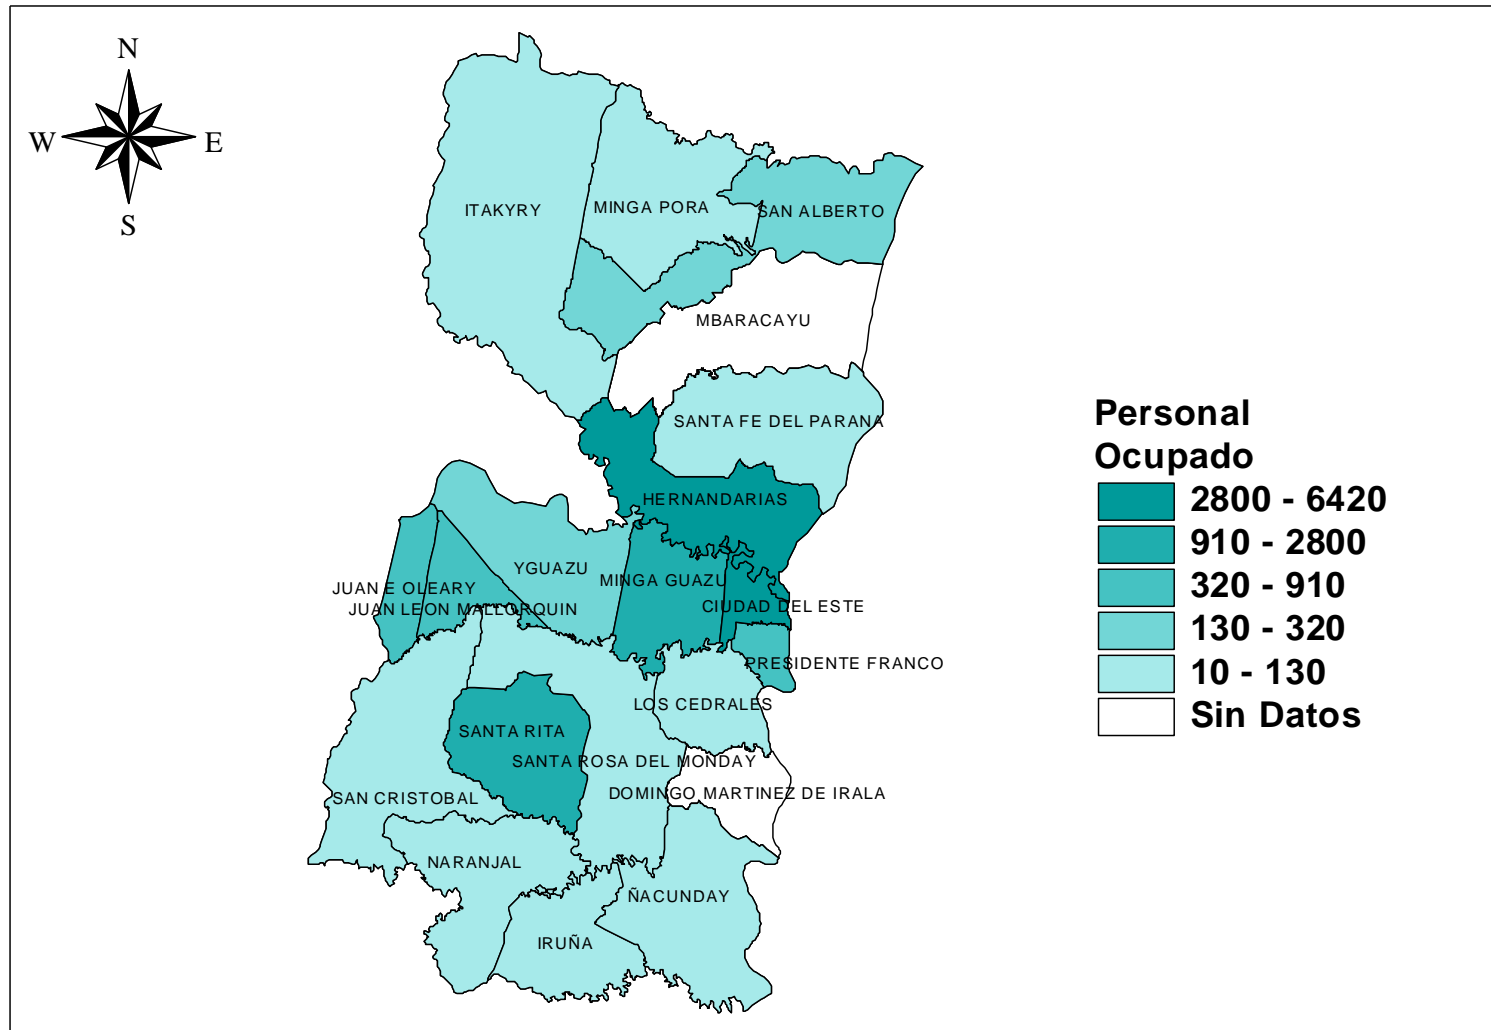 N
W
E
S
ITAKYRY
MINGA PORA
SAN ALBERTO
MBARACAYU
SANTA FE DEL PARANA
HERNANDARIAS
YGUAZU
MINGA GUAZU
JUAN E OLEARY
JUAN LEON MALLORQUIN
CIUDAD DEL ESTE
PRESIDENTE FRANCO
LOS CEDRALES
SANTA RITA
SANTA ROSA DEL MONDAY
DOMINGO MARTINEZ DE IRALA
SAN CRISTOBAL
NARANJAL
ÑACUNDAY
IRUÑA
Personal
Ocupado
2800 - 6420
910 - 2800
320 - 910
130 - 320
10 - 130
Sin Datos